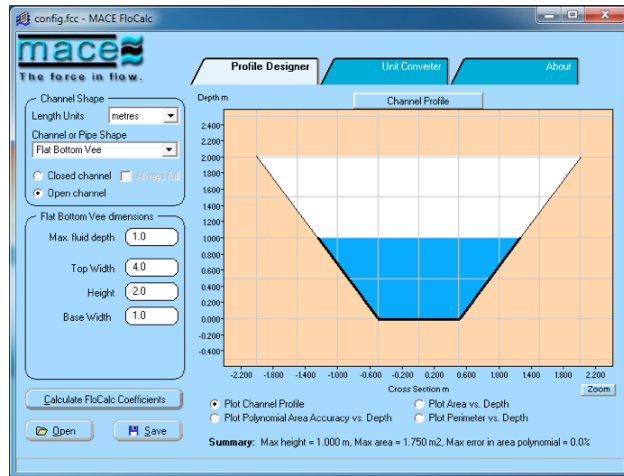 config.fcc - MACE FloCalc
mace
The force in flow.
Profile Designer
Unit Converter
About
Channel Shape
Length Units metres
Channel or Pipe Shape
Flat Bottom Vee
Closed channel Always full
Open channel
Flat Bottom Vee dimensions
Max. fluid depth 1.0
Top Width 4.0
Height 2.0
Base Width 1.0
Calculate FloCalc Coefficients
Open Save
Depth m
Channel Profile
2.400
2.200
2.000
1.800
1.600
1.400
1.200
1.000
0.800
0.600
0.400
0.200
0.000
-0.200
-0.400
-2.200 -1.800 -1.400 -1.000 -0.600 -0.200 0.200 0.600 1.000 1.400 1.800 2.200
Cross Section m
Zoom
Plot Channel Profile Plot Area vs. Depth
Plot Polynomial Area Accuracy vs. Depth Plot Perimeter vs. Depth
Summary: Max height = 1.000 m, Max area = 1.750 m2, Max error in area polynomial = 0.0%